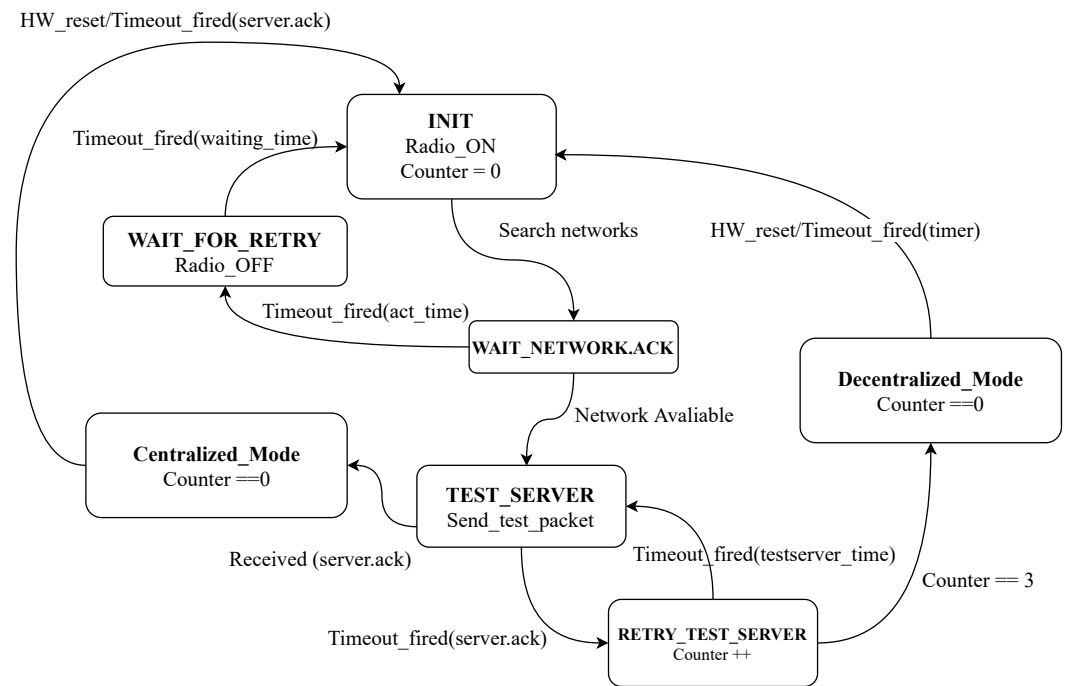 HW_reset/Timeout_fired(server.ack)
INIT
Radio_ON
Counter = 0
Timeout_fired(waiting_time)
WAIT_FOR_RETRY
Radio_OFF
Search networks
HW_reset/Timeout_fired(timer)
Timeout_fired(act_time)
WAIT_NETWORK.ACK
Decentralized_Mode
Counter ==0
Network Avaliable
Centralized_Mode
Counter ==0
TEST_SERVER
Send_test_packet
Received (server.ack)
Timeout_fired(testserver_time)
Counter == 3
Timeout_fired(server.ack)
RETRY_TEST_SERVER
Counter ++